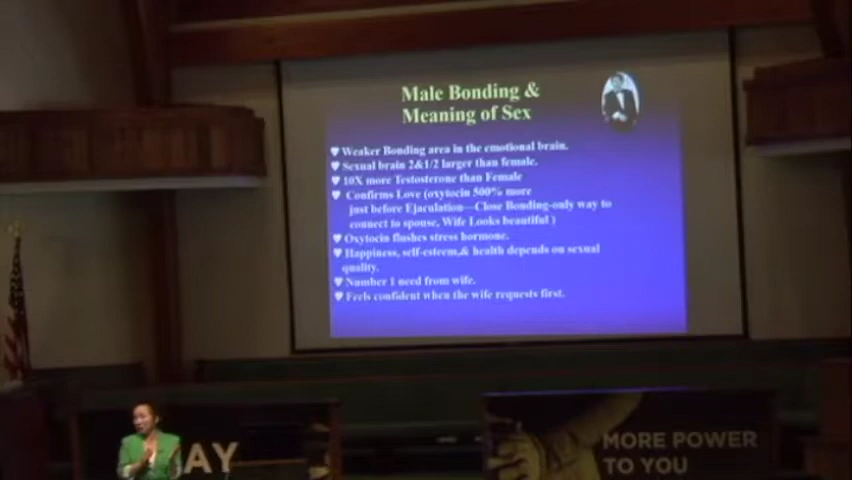 Male Bonding &
Meaning of Sex
Weaker Bonding area in the emotional brain.
Sexual brain 2&1/2 larger than female.
10X more Testosterone than Female
Confirms Love (oxytocin 500% more
just before Ejaculation—Close Bonding-only way to
connect to spouse, Wife Looks beautiful )
Oxytocin flushes stress hormone.
Happiness, self-esteem,& health depends on sexual
quality.
Number 1 need from wife.
Feels confident when the wife requests first.
AY
MORE POWER
TO YOU